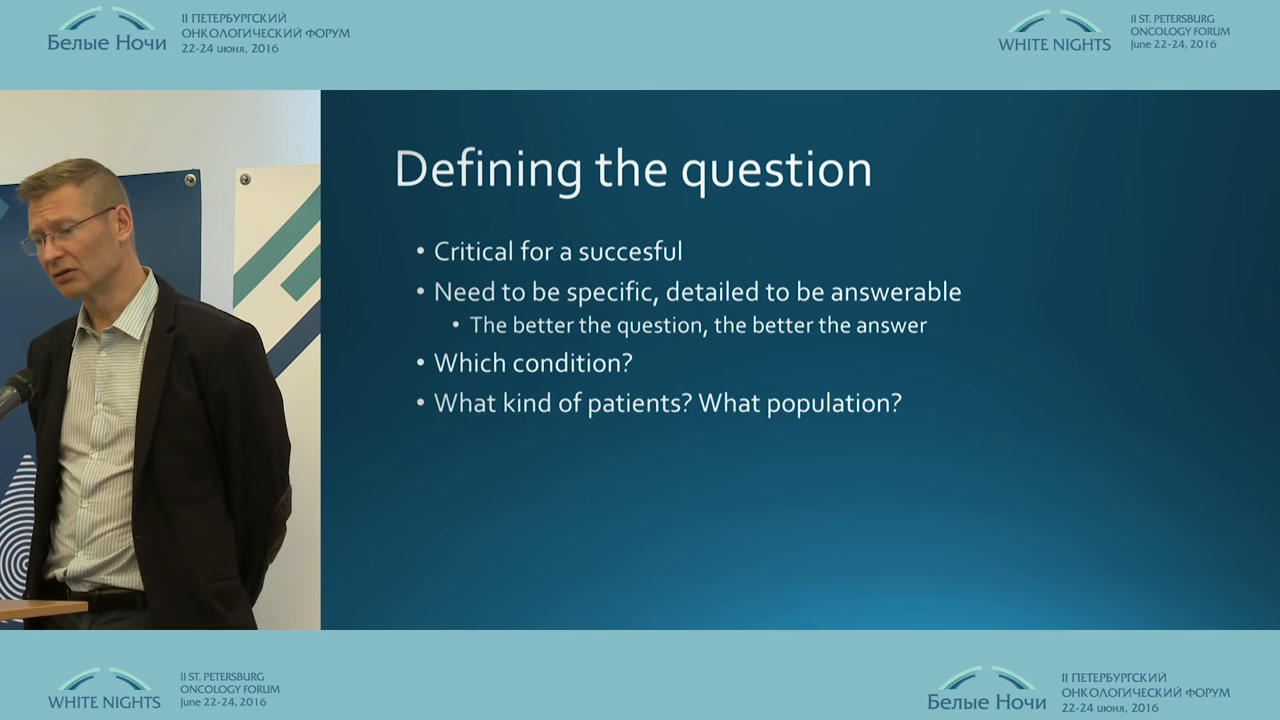 Белые Ночи
II ПЕТЕРБУРГСКИЙ
ОНКОЛОГИЧЕСКИЙ ФОРУМ
22-24 июня, 2016
WHITE NIGHTS
II ST. PETERSBURG
ONCOLOGY FORUM
June 22-24, 2016
Defining the question
• Critical for a succesful
• Need to be specific, detailed to be answerable
• The better the question, the better the answer
• Which condition?
• What kind of patients? What population?
WHITE NIGHTS
II ST. PETERSBURG
ONCOLOGY FORUM
June 22-24, 2016
Белые Ночи
II ПЕТЕРБУРГСКИЙ
ОНКОЛОГИЧЕСКИЙ ФОРУМ
22-24 июня, 2016